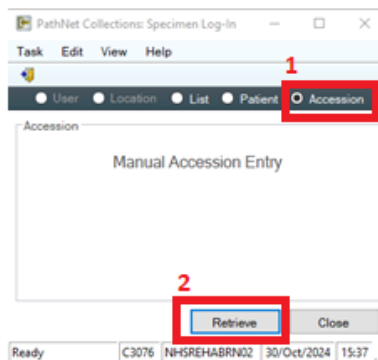 PathNet Collections: Specimen Log-In
Task Edit View Help
1
User Location List Patient Accession
Accession
Manual Accession Entry
2
Retrieve Close
Ready C3076 NHSREHABRN02 30/Oct/2024 15:37